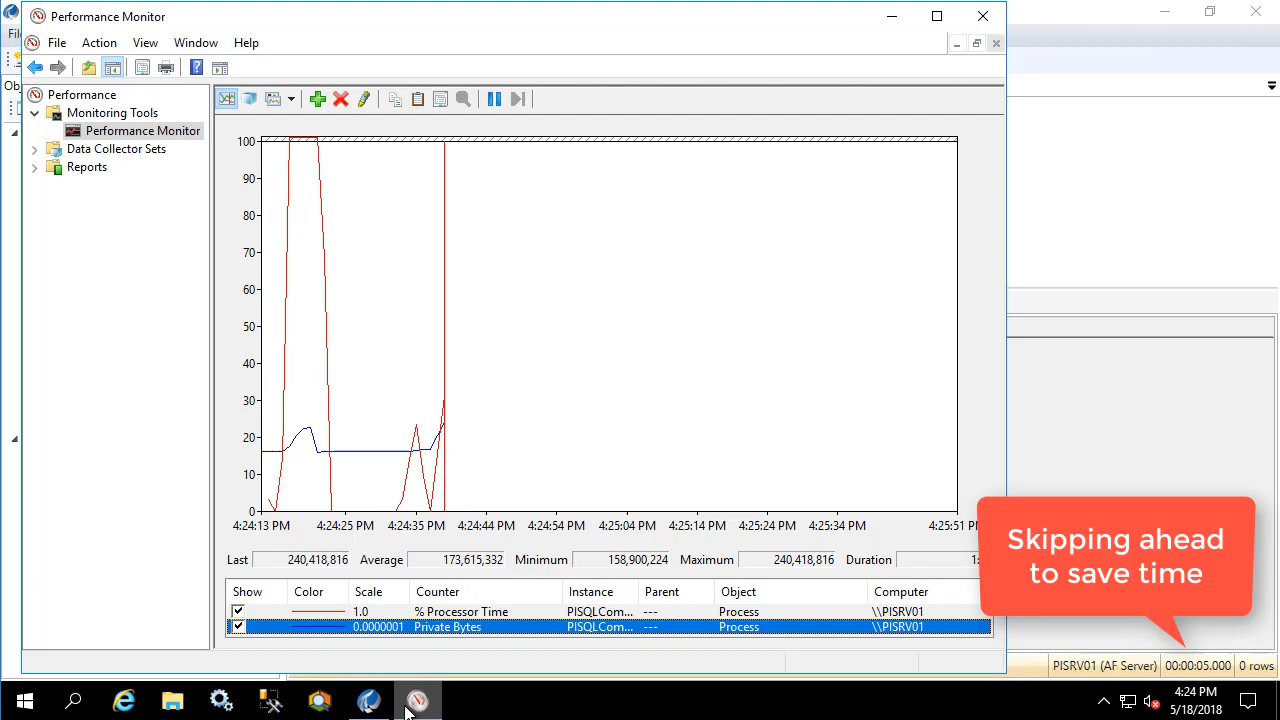 Performance Monitor
File Action View Window Help
Performance
Monitoring Tools
Performance Monitor
Data Collector Sets
Reports
100
90
80
70
60
50
40
30
20
10
0
4:24:13 PM 4:24:25 PM 4:24:35 PM 4:24:44 PM 4:24:54 PM 4:25:04 PM 4:25:14 PM 4:25:24 PM 4:25:34 PM 4:25:51 P
Last 240,418,816 Average 173,615,332 Minimum 158,900,224 Maximum 240,418,816 Duration 1:
Show Color Scale Counter Instance Parent Object Computer
1.0 % Processor Time PISQLCom... --- Process \\PISRV01
0.0000001 Private Bytes PISQLCom... --- Process \\PISRV01
Skipping ahead
to save time
PISRV01 (AF Server) 00:00:05.000 0 rows
4:24 PM
5/18/2018